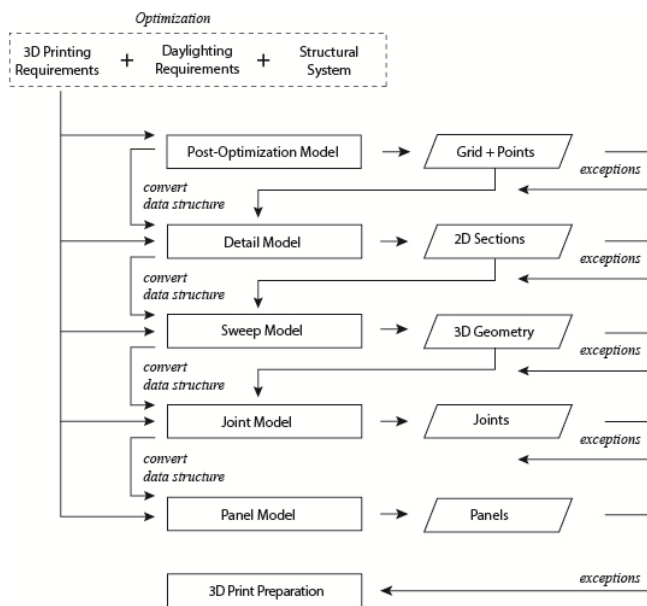 Optimization
3D Printing Requirements + Daylighting Requirements + Structural System
Post-Optimization Model
Grid + Points
exceptions
convert data structure
Detail Model
2D Sections
exceptions
convert data structure
Sweep Model
3D Geometry
exceptions
convert data structure
Joint Model
Joints
exceptions
convert data structure
Panel Model
Panels
exceptions
3D Print Preparation